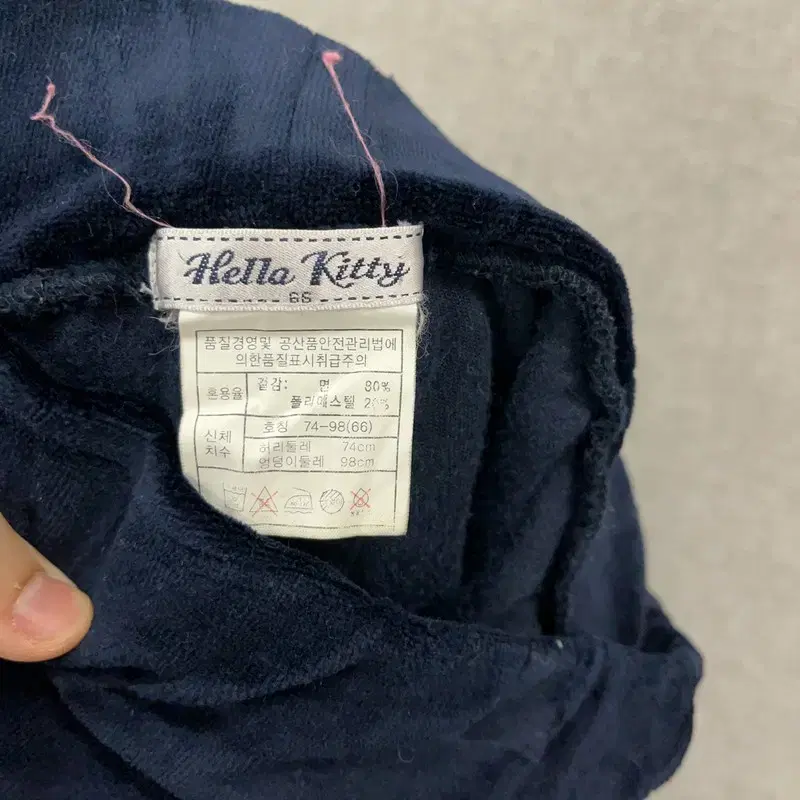 Hello Kitty
66
품질경영및 공산품안전관리법에
의한품질표시취급주의
혼용율
겉감: 면 80%
폴리에스텔 20%
신체
치수
호칭 74-98(66)
허리둘레 74cm
엉덩이둘레 98cm